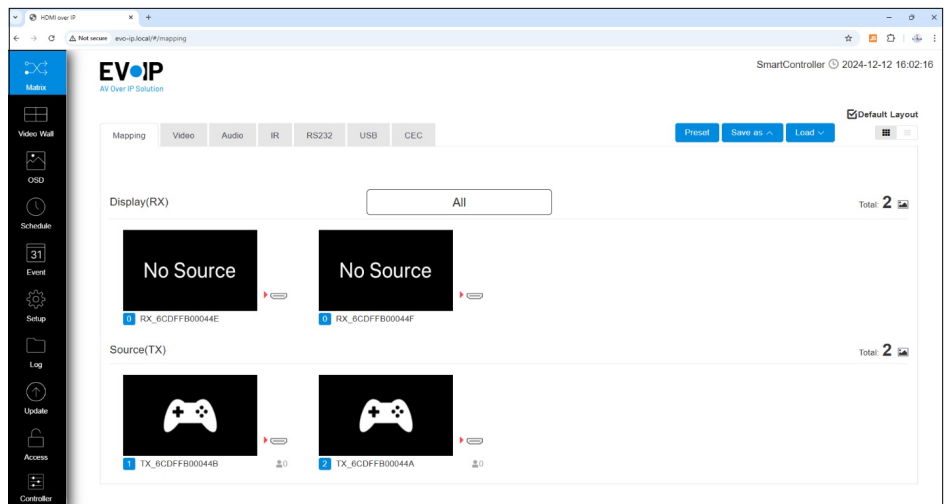 HDMI over IP
Not secure evo-ip.local/#/mapping
Matrix
Video Wall
OSD
Schedule
31
Event
Setup
Log
Update
Access
Controller
EVOIP
AV Over IP Solution
SmartController 2024-12-12 16:02:16
Default Layout
Mapping Video Audio IR RS232 USB CEC
Preset Save as Load
Display(RX) All Total: 2
No Source No Source
0 RX_6CDFFB00044E 0 RX_6CDFFB00044F
Source(TX) Total: 2
1 TX_6CDFFB00044B 0 2 TX_6CDFFB00044A 0